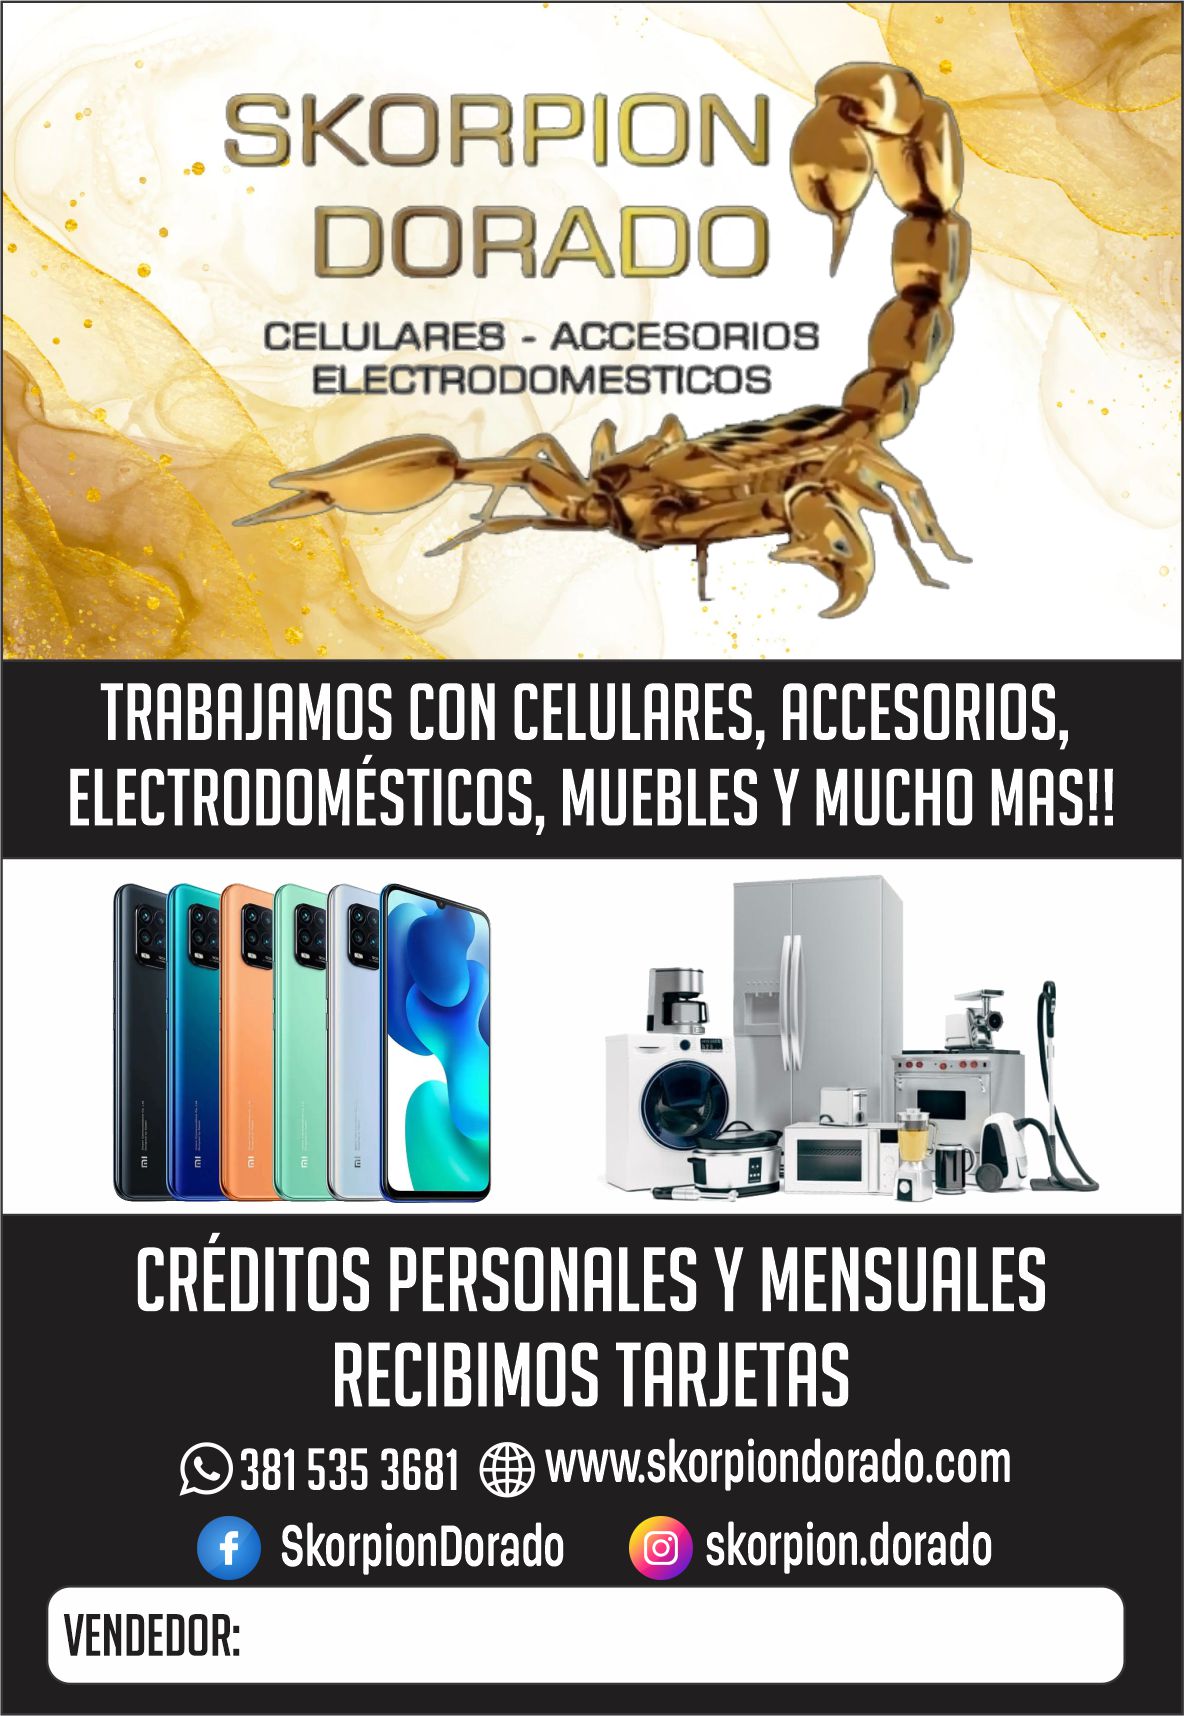 SKORPION
DORADO
CELULARES - ACCESORIOS
ELECTRODOMESTICOS
TRABAJAMOS CON CELULARES, ACCESORIOS,
ELECTRODOMÉSTICOS, MUEBLES Y MUCHO MAS!!
CRÉDITOS PERSONALES Y MENSUALES
RECIBIMOS TARJETAS
381 535 3681 www.skorpiondorado.com
SkorpionDorado skorpion.dorado
VENDEDOR: